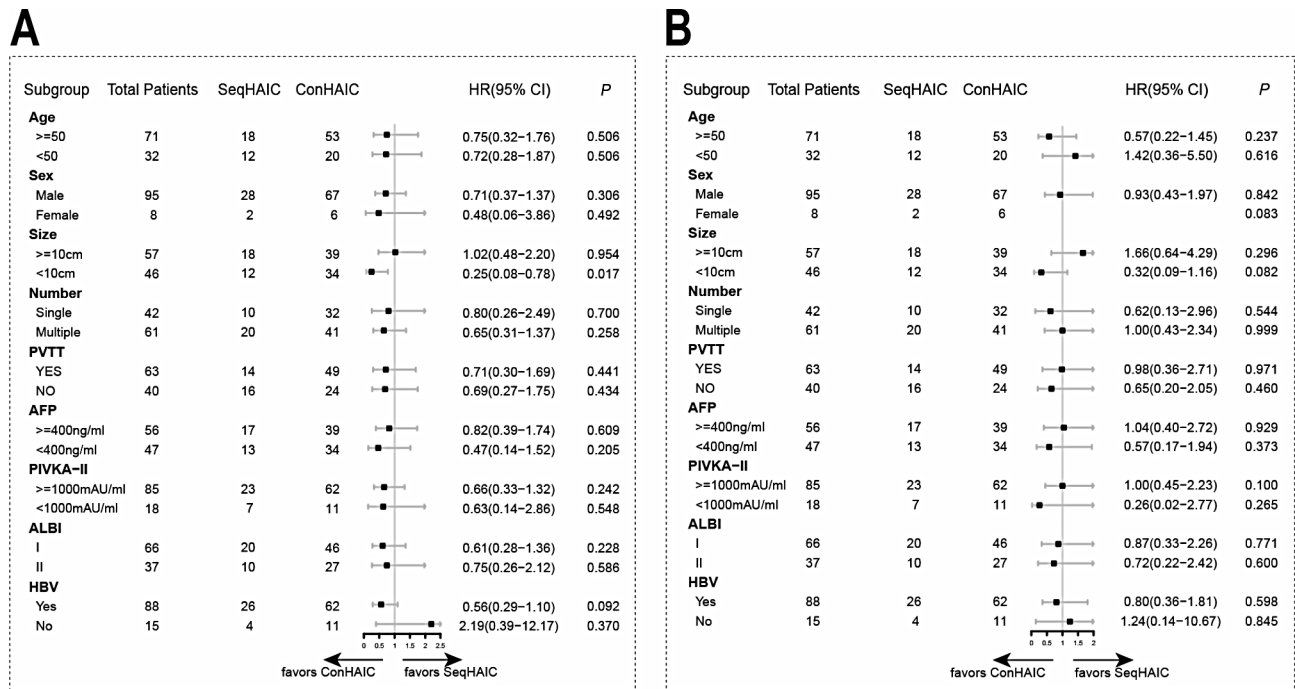 A
Subgroup Total Patients SeqHAIC ConHAIC HR(95% CI) P
Age
>=50 71 18 53 0.75(0.32−1.76) 0.506
<50 32 12 20 0.72(0.28−1.87) 0.506
Sex
Male 95 28 67 0.71(0.37−1.37) 0.306
Female 8 2 6 0.48(0.06−3.86) 0.492
Size
>=10cm 57 18 39 1.02(0.48−2.20) 0.954
<10cm 46 12 34 0.25(0.08−0.78) 0.017
Number
Single 42 10 32 0.80(0.26−2.49) 0.700
Multiple 61 20 41 0.65(0.31−1.37) 0.258
PVTT
YES 63 14 49 0.71(0.30−1.69) 0.441
NO 40 16 24 0.69(0.27−1.75) 0.434
AFP
>=400ng/ml 56 17 39 0.82(0.39−1.74) 0.609
<400ng/ml 47 13 34 0.47(0.14−1.52) 0.205
PIVKA−II
>=1000mAU/ml 85 23 62 0.66(0.33−1.32) 0.242
<1000mAU/ml 18 7 11 0.63(0.14−2.86) 0.548
ALBI
I 66 20 46 0.61(0.28−1.36) 0.228
II 37 10 27 0.75(0.26−2.12) 0.586
HBV
Yes 88 26 62 0.56(0.29−1.10) 0.092
No 15 4 11 2.19(0.39−12.17) 0.370
0 0.5 1 1.5 2 2.5
favors ConHAIC favors SeqHAIC
B
Subgroup Total Patients SeqHAIC ConHAIC HR(95% CI) P
Age
>=50 71 18 53 0.57(0.22−1.45) 0.237
<50 32 12 20 1.42(0.36−5.50) 0.616
Sex
Male 95 28 67 0.93(0.43−1.97) 0.842
Female 8 2 6 0.083
Size
>=10cm 57 18 39 1.66(0.64−4.29) 0.296
<10cm 46 12 34 0.32(0.09−1.16) 0.082
Number
Single 42 10 32 0.62(0.13−2.96) 0.544
Multiple 61 20 41 1.00(0.43−2.34) 0.999
PVTT
YES 63 14 49 0.98(0.36−2.71) 0.971
NO 40 16 24 0.65(0.20−2.05) 0.460
AFP
>=400ng/ml 56 17 39 1.04(0.40−2.72) 0.929
<400ng/ml 47 13 34 0.57(0.17−1.94) 0.373
PIVKA−II
>=1000mAU/ml 85 23 62 1.00(0.45−2.23) 0.100
<1000mAU/ml 18 7 11 0.26(0.02−2.77) 0.265
ALBI
I 66 20 46 0.87(0.33−2.26) 0.771
II 37 10 27 0.72(0.22−2.42) 0.600
HBV
Yes 88 26 62 0.80(0.36−1.81) 0.598
No 15 4 11 1.24(0.14−10.67) 0.845
0 0.5 1 1.5 2
favors ConHAIC favors SeqHAIC